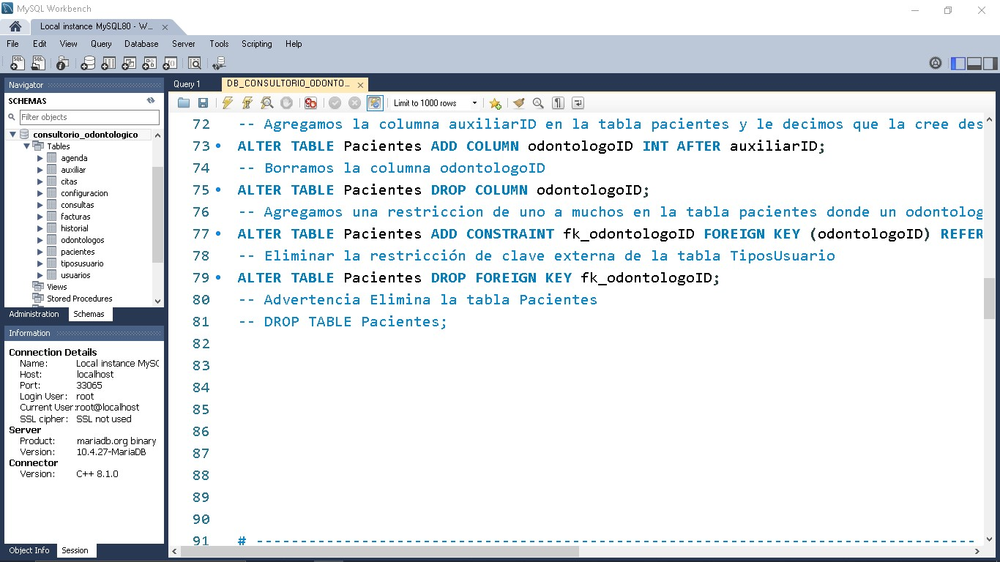 MySQL Workbench
Local instance MySQL80 - W...
File Edit View Query Database Server Tools Scripting Help
Navigator
SCHEMAS
Filter objects
consultorio_odontologico
Tables
agenda
auxiliar
citas
configuracion
consultas
facturas
historial
odontologos
pacientes
tiposusuario
usuarios
Views
Stored Procedures
Administration Schemas
Information
Connection Details
Name: Local instance MySQ
Host: localhost
Port: 33065
Login User: root
Current User: root@localhost
SSL cipher: SSL not used
Server
Product: mariadb.org binary
Version: 10.4.27-MariaDB
Connector
Version: C++ 8.1.0
Object Info Session
Query 1 DB_CONSULTORIO_ODONTO...
Limit to 1000 rows
72 -- Agregamos la columna auxiliarID en la tabla pacientes y le decimos que la cree des
73 ALTER TABLE Pacientes ADD COLUMN odontologoID INT AFTER auxiliarID;
74 -- Borramos la columna odontologoID
75 ALTER TABLE Pacientes DROP COLUMN odontologoID;
76 -- Agregamos una restriccion de uno a muchos en la tabla pacientes donde un odontolog
77 ALTER TABLE Pacientes ADD CONSTRAINT fk_odontologoID FOREIGN KEY (odontologoID) REFER
78 -- Eliminar la restricción de clave externa de la tabla TiposUsuario
79 ALTER TABLE Pacientes DROP FOREIGN KEY fk_odontologoID;
80 -- Advertencia Elimina la tabla Pacientes
81 -- DROP TABLE Pacientes;
82
83
84
85
86
87
88
89
90
91 # ----------------------------------------------------------------------------------